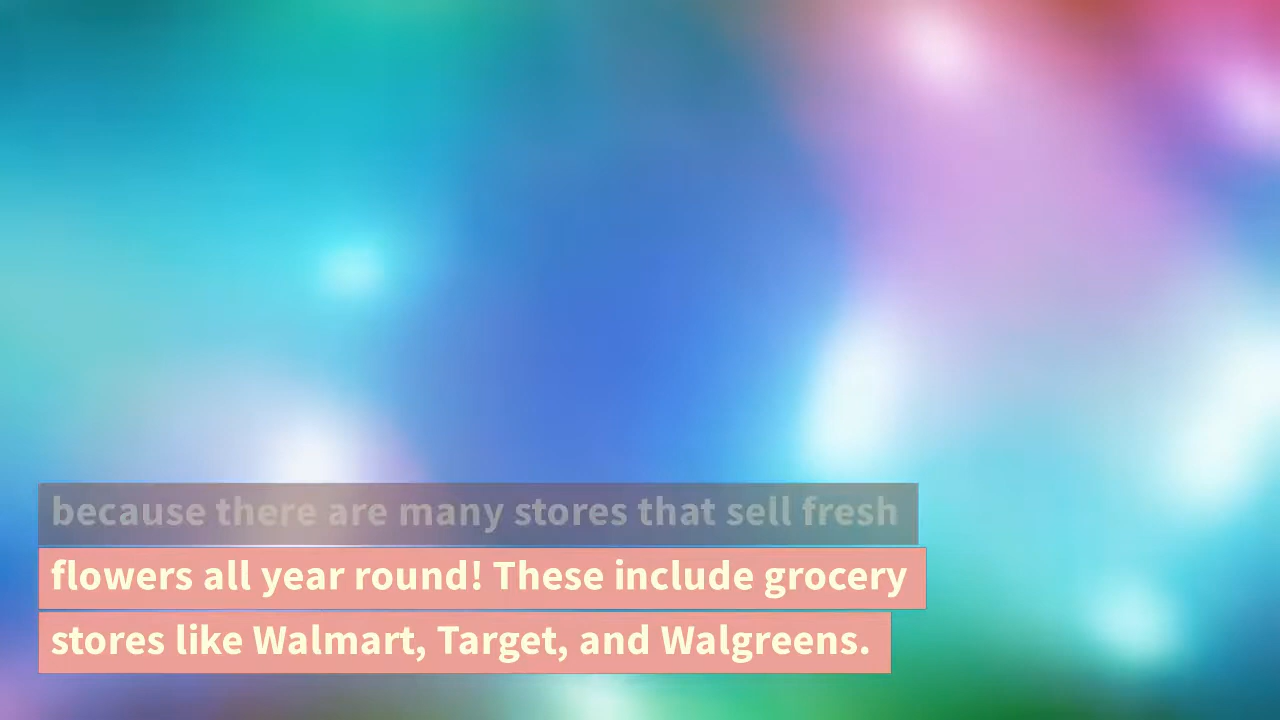 because there are many stores that sell fresh
flowers all year round! These include grocery
stores like Walmart, Target, and Walgreens.